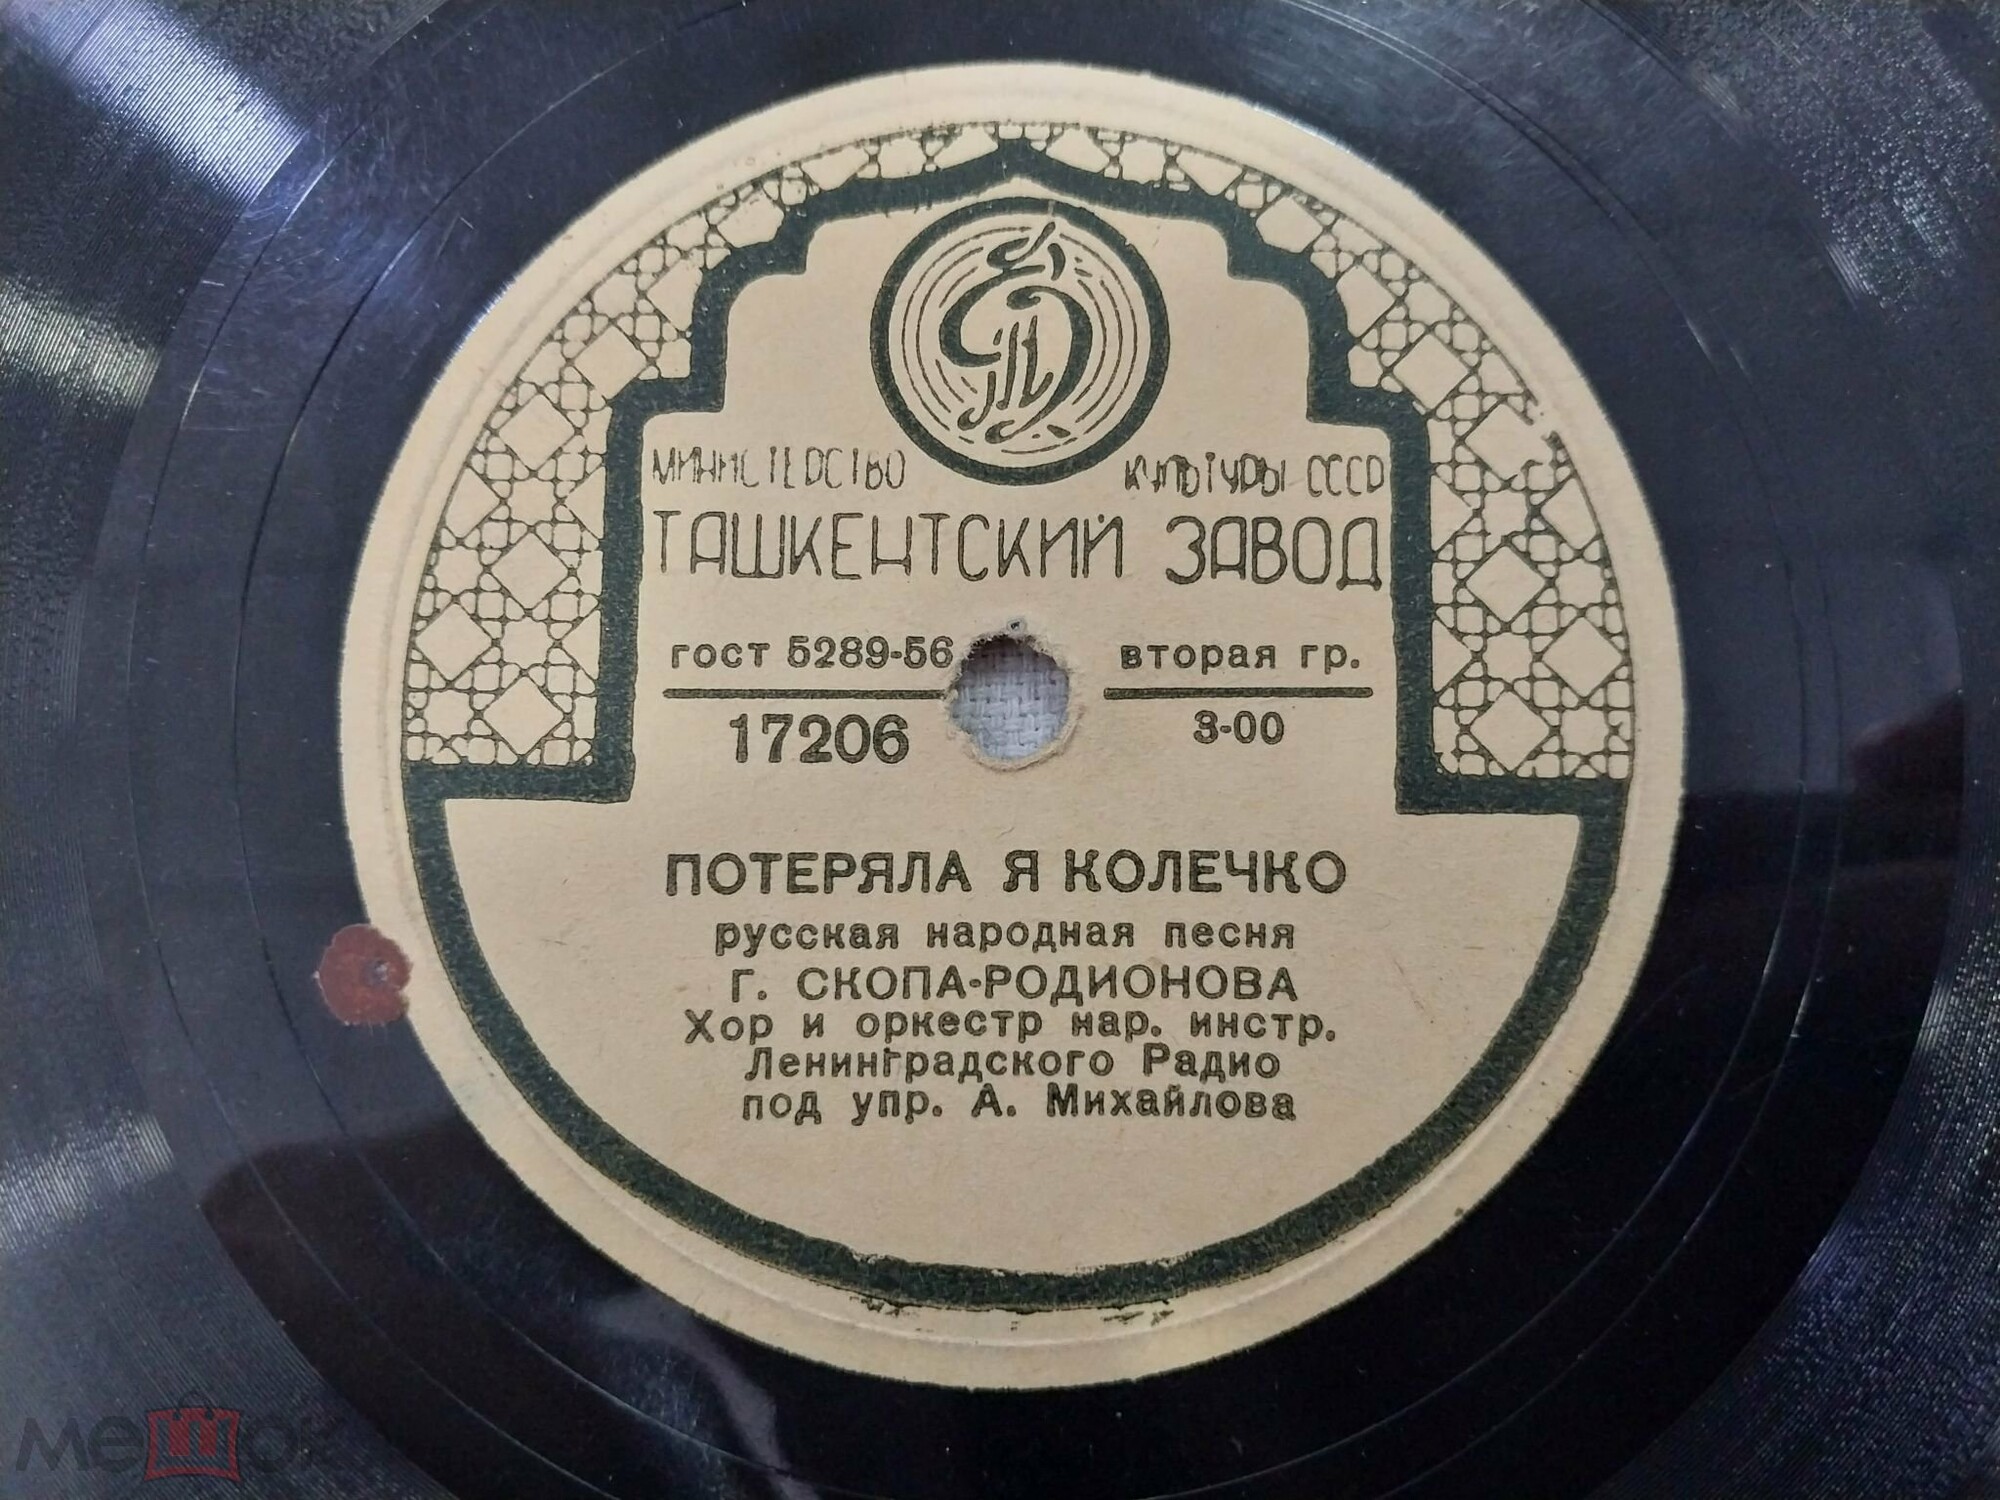 МИНИСТЕРСТВО КУЛЬТУРЫ СССР
ТАШКЕНТСКИЙ ЗАВОД
гост 5289-56 вторая гр.
17206 3-00
ПОТЕРЯЛА Я КОЛЕЧКО
русская народная песня
Г. СКОПА-РОДИОНОВА
Хор и оркестр нар. инстр.
Ленинградского Радио
под упр. А. Михайлова
мешок